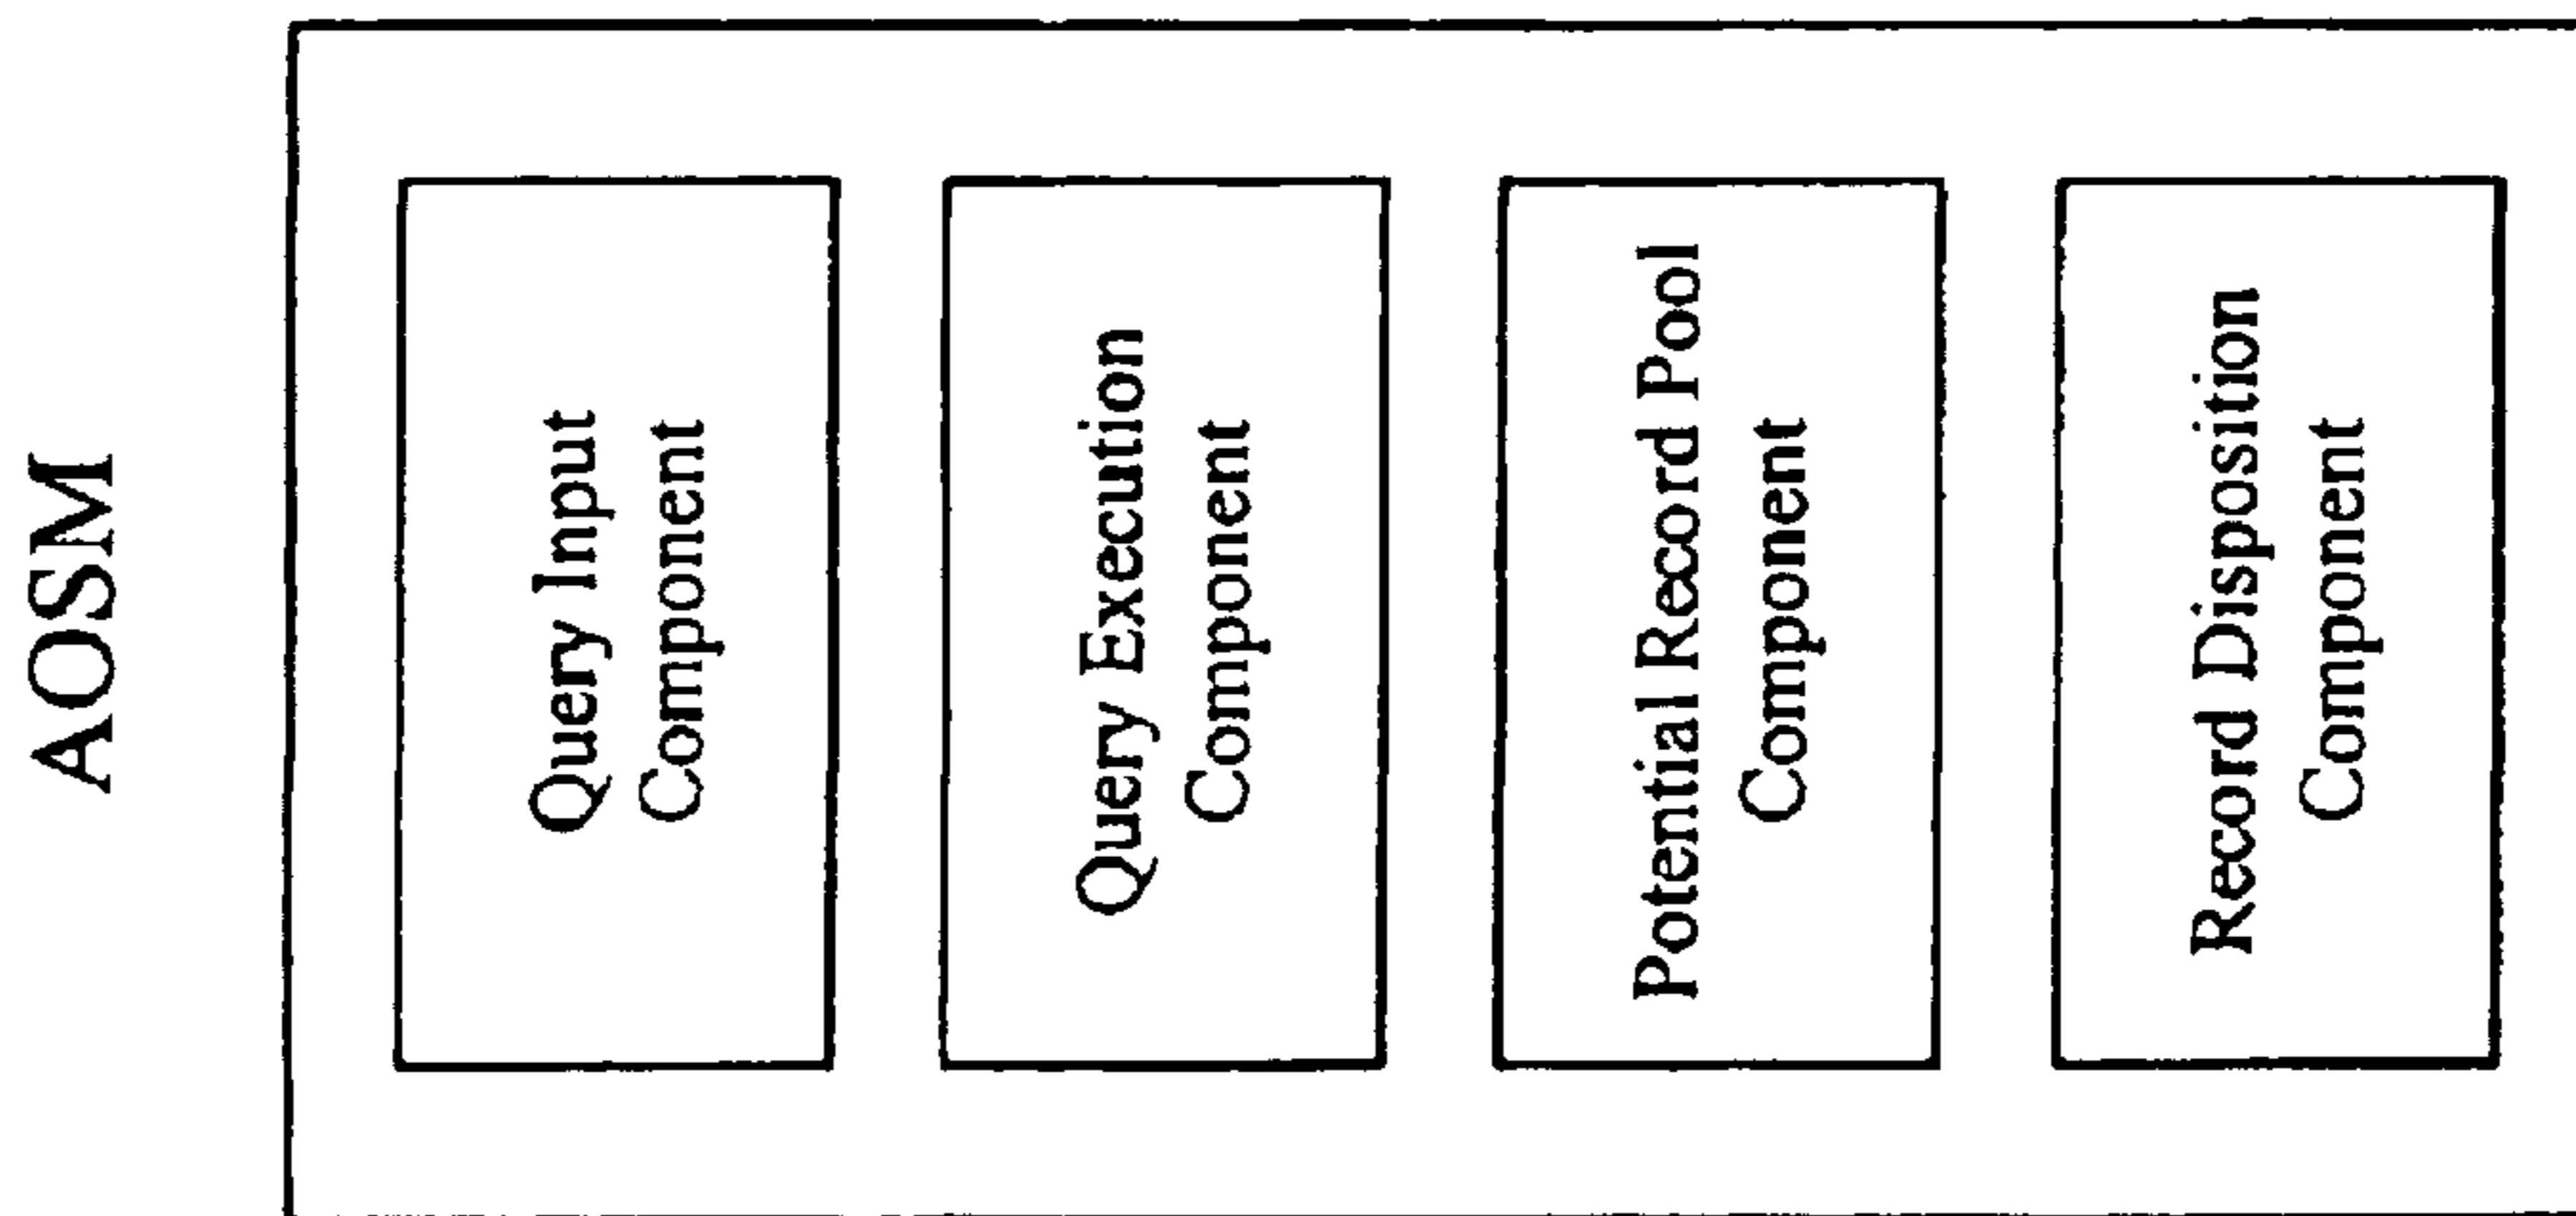 AOSM
Query Input
Component
Query Execution
Component
Potential Record Pool
Component
Record Disposition
Component